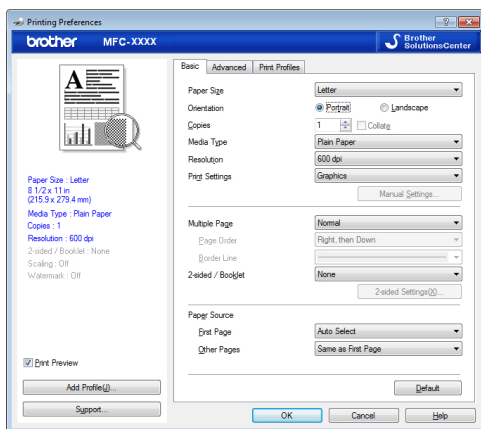 Printing Preferences
brother MFC-XXXX Brother
SolutionsCenter
Basic Advanced Print Profiles
A
Paper Size Letter
Orientation Portrait Landscape
Copies 1 Collate
Media Type Plain Paper
Resolution 600 dpi
Print Settings Graphics
Manual Settings...
Multiple Page Normal
Page Order Right, then Down
Border Line
2-sided / Booklet None
2-sided Settings(X)...
Paper Source
First Page Auto Select
Other Pages Same as First Page
Default
Paper Size : Letter
8 1/2 x 11 in
(215.9 x 279.4 mm)
Media Type : Plain Paper
Copies : 1
Resolution : 600 dpi
2-sided / Booklet : None
Scaling : Off
Watermark : Off
Print Preview
Add Profile(J)...
Support...
OK Cancel Help